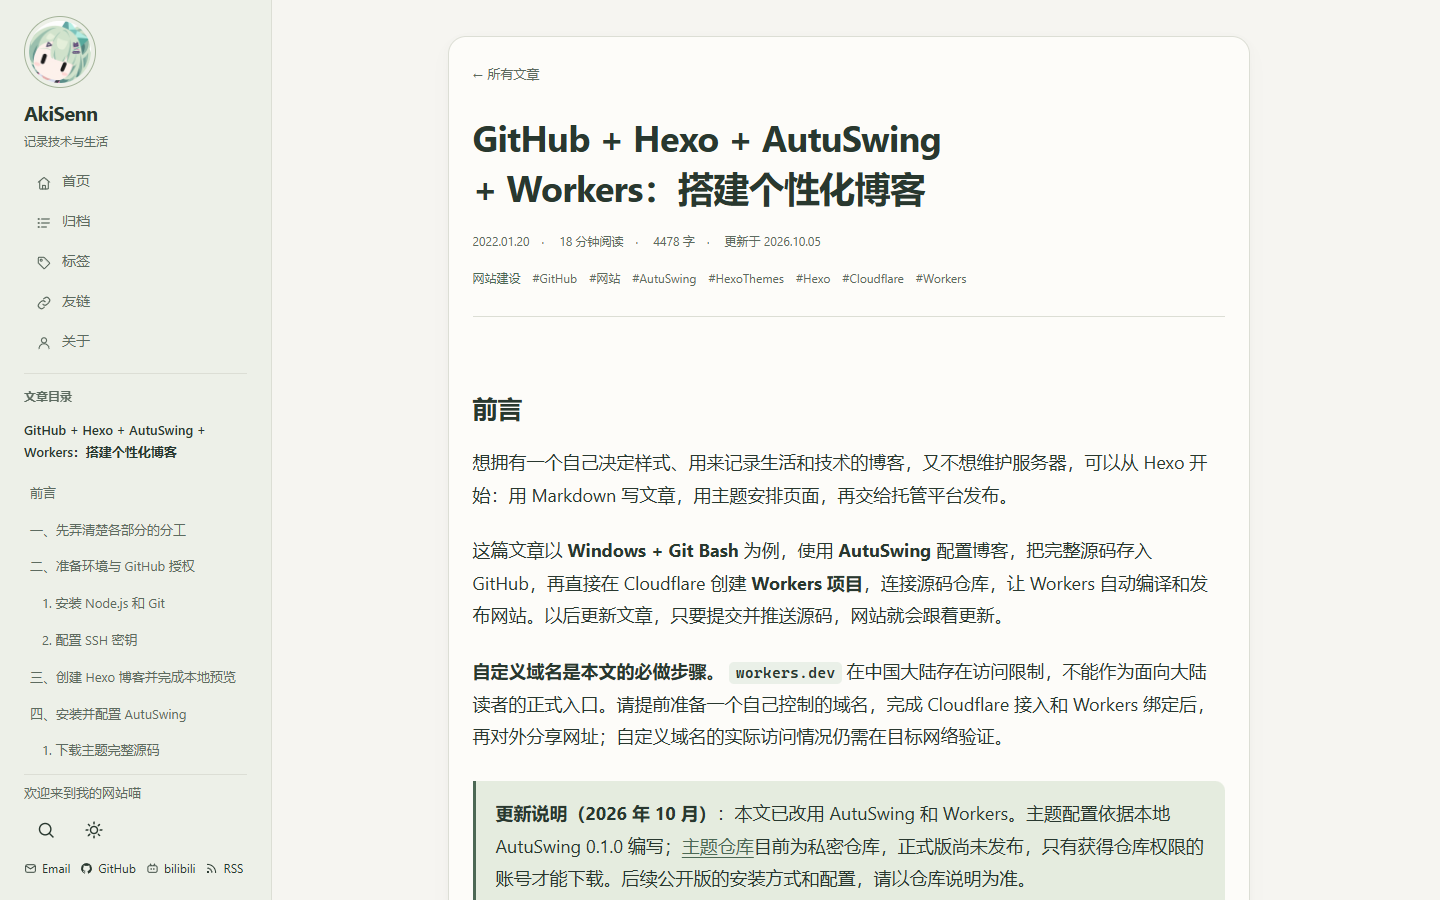 AkiSenn
记录技术与生活
首页
归档
标签
友链
关于
文章目录
GitHub + Hexo + AutuSwing +
Workers：搭建个性化博客
前言
一、先弄清楚各部分的分工
二、准备环境与 GitHub 授权
1. 安装 Node.js 和 Git
2. 配置 SSH 密钥
三、创建 Hexo 博客并完成本地预览
四、安装并配置 AutuSwing
1. 下载主题完整源码
欢迎来到我的网站喵
Email GitHub bilibili RSS
← 所有文章
GitHub + Hexo + AutuSwing
+ Workers：搭建个性化博客
2022.01.20 · 18 分钟阅读 · 4478 字 · 更新于 2026.10.05
网站建设 #GitHub #网站 #AutuSwing #HexoThemes #Hexo #Cloudflare #Workers
前言
想拥有一个自己决定样式、用来记录生活和技术的博客，又不想维护服务器，可以从 Hexo 开
始：用 Markdown 写文章，用主题安排页面，再交给托管平台发布。
这篇文章以 Windows + Git Bash 为例，使用 AutuSwing 配置博客，把完整源码存入
GitHub，再直接在 Cloudflare 创建 Workers 项目，连接源码仓库，让 Workers 自动编译和发
布网站。以后更新文章，只要提交并推送源码，网站就会跟着更新。
自定义域名是本文的必做步骤。 workers.dev 在中国大陆存在访问限制，不能作为面向大陆
读者的正式入口。请提前准备一个自己控制的域名，完成 Cloudflare 接入和 Workers 绑定后，
再对外分享网址；自定义域名的实际访问情况仍需在目标网络验证。
更新说明（2026 年 10 月）：本文已改用 AutuSwing 和 Workers。主题配置依据本地
AutuSwing 0.1.0 编写；主题仓库目前为私密仓库，正式版尚未发布，只有获得仓库权限的
账号才能下载。后续公开版的安装方式和配置，请以仓库说明为准。